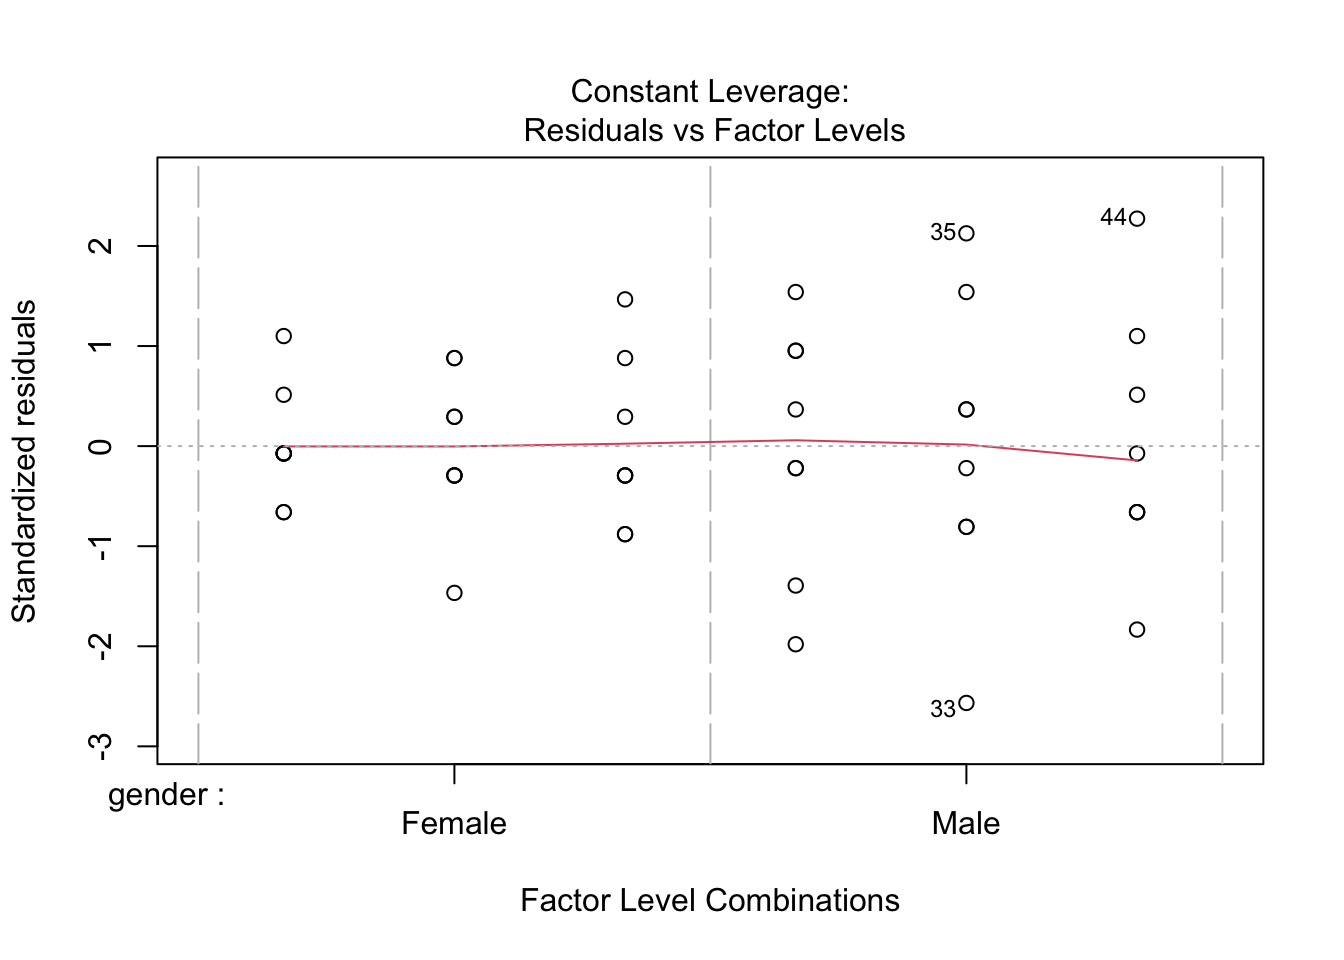 Constant Leverage:
Residuals vs Factor Levels
Standardized residuals
2
1
0
-1
-2
-3
35
44
33
gender :
Female
Male
Factor Level Combinations